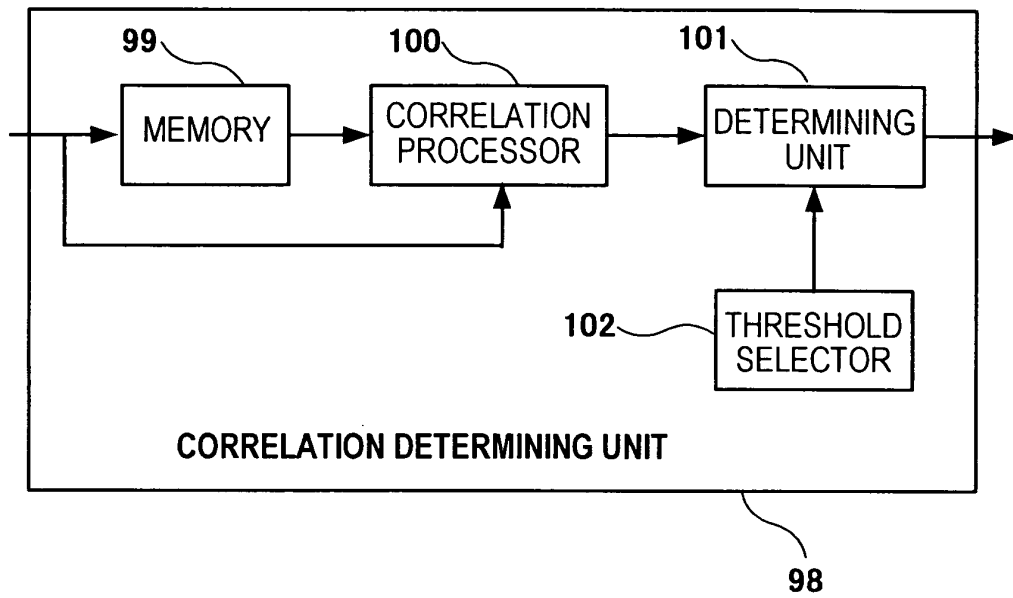 99
100
101
MEMORY
CORRELATION
PROCESSOR
DETERMINING
UNIT
102
THRESHOLD
SELECTOR
CORRELATION DETERMINING UNIT
98